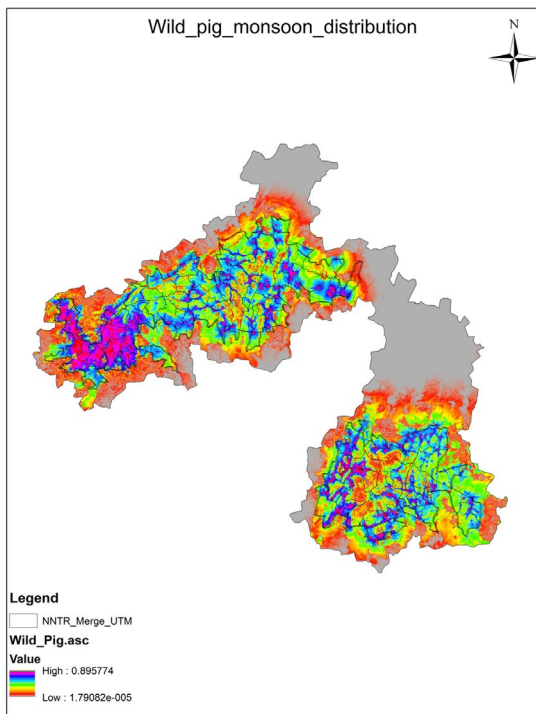 Wild_pig_monsoon_distribution
N
Legend
NNTR_Merge_UTM
Wild_Pig.asc
Value
High : 0.895774
Low : 1.79082e-005